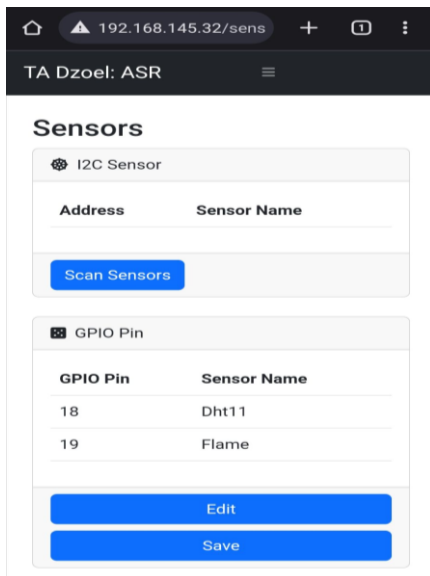 192.168.145.32/sens
1
TA Dzoel: ASR
Sensors
I2C Sensor
Address Sensor Name
Scan Sensors
GPIO Pin
GPIO Pin Sensor Name
18 Dht11
19 Flame
Edit
Save